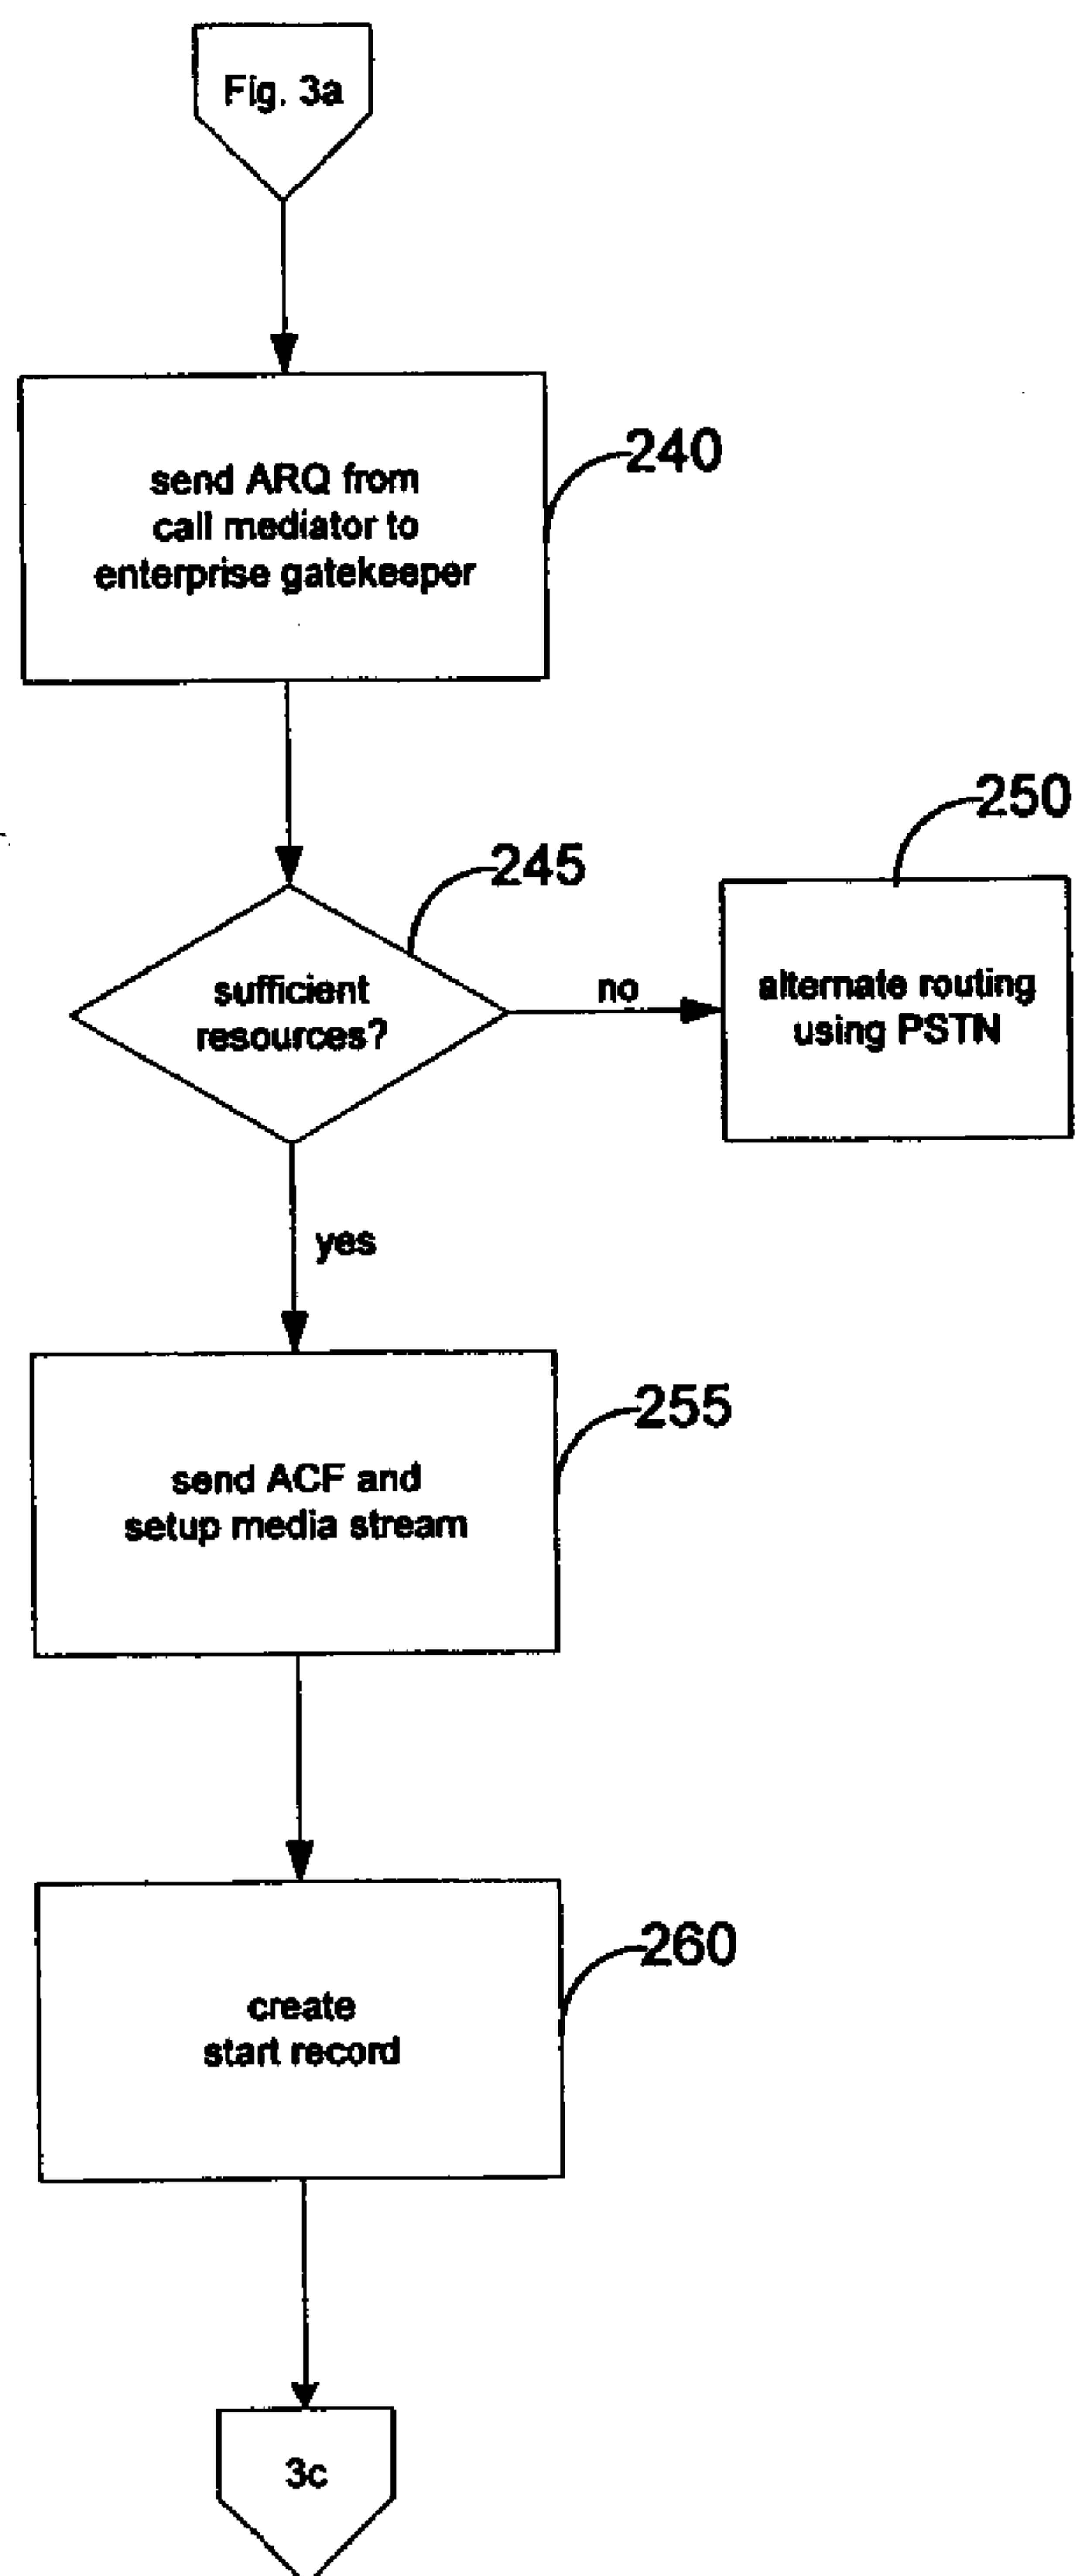 Fig. 3a
send ARQ from
call mediator to
enterprise gatekeeper
240
245
sufficient
resources?
no
250
alternate routing
using PSTN
yes
send ACF and
setup media stream
255
create
start record
260
3c